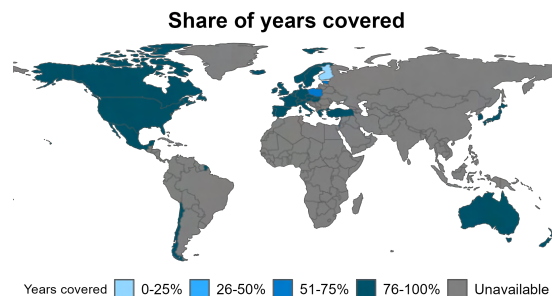 Share of years covered
Years covered 0-25% 26-50% 51-75% 76-100% Unavailable